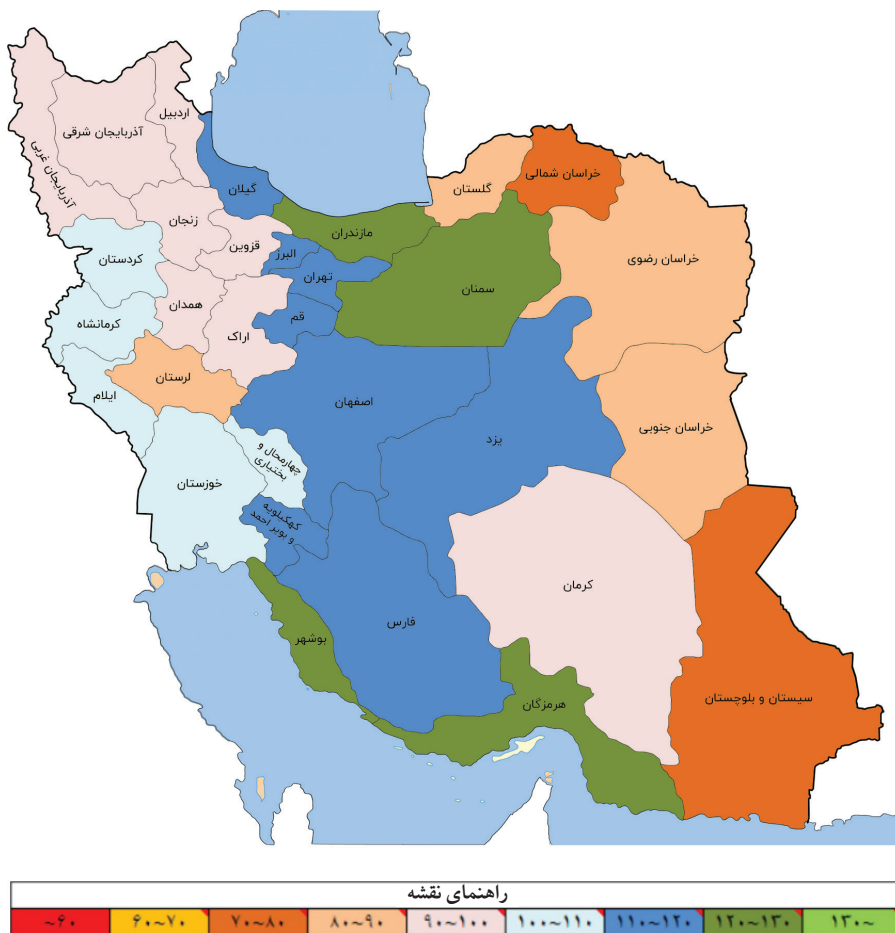 اردبیل
آذربایجان شرقی
آذربایجان غربی
گیلان
گلستان
خراسان شمالی
زنجان
مازندران
قزوین
البرز
کردستان
تهران
خراسان رضوی
سمنان
همدان
قم
کرمانشاه
اراک
لرستان
ایلام
اصفهان
خراسان جنوبی
یزد
چهارمحال و
بختیاری
خوزستان
کهکیلویه
و بویر احمد
کرمان
فارس
بوشهر
سیستان و بلوچستان
هرمزگان
راهنمای نقشه
~۶۰ ۶۰~۷۰ ۷۰~۸۰ ۸۰~۹۰ ۹۰~۱۰۰ ۱۰۰~۱۱۰ ۱۱۰~۱۲۰ ۱۲۰~۱۳۰ ۱۳۰~